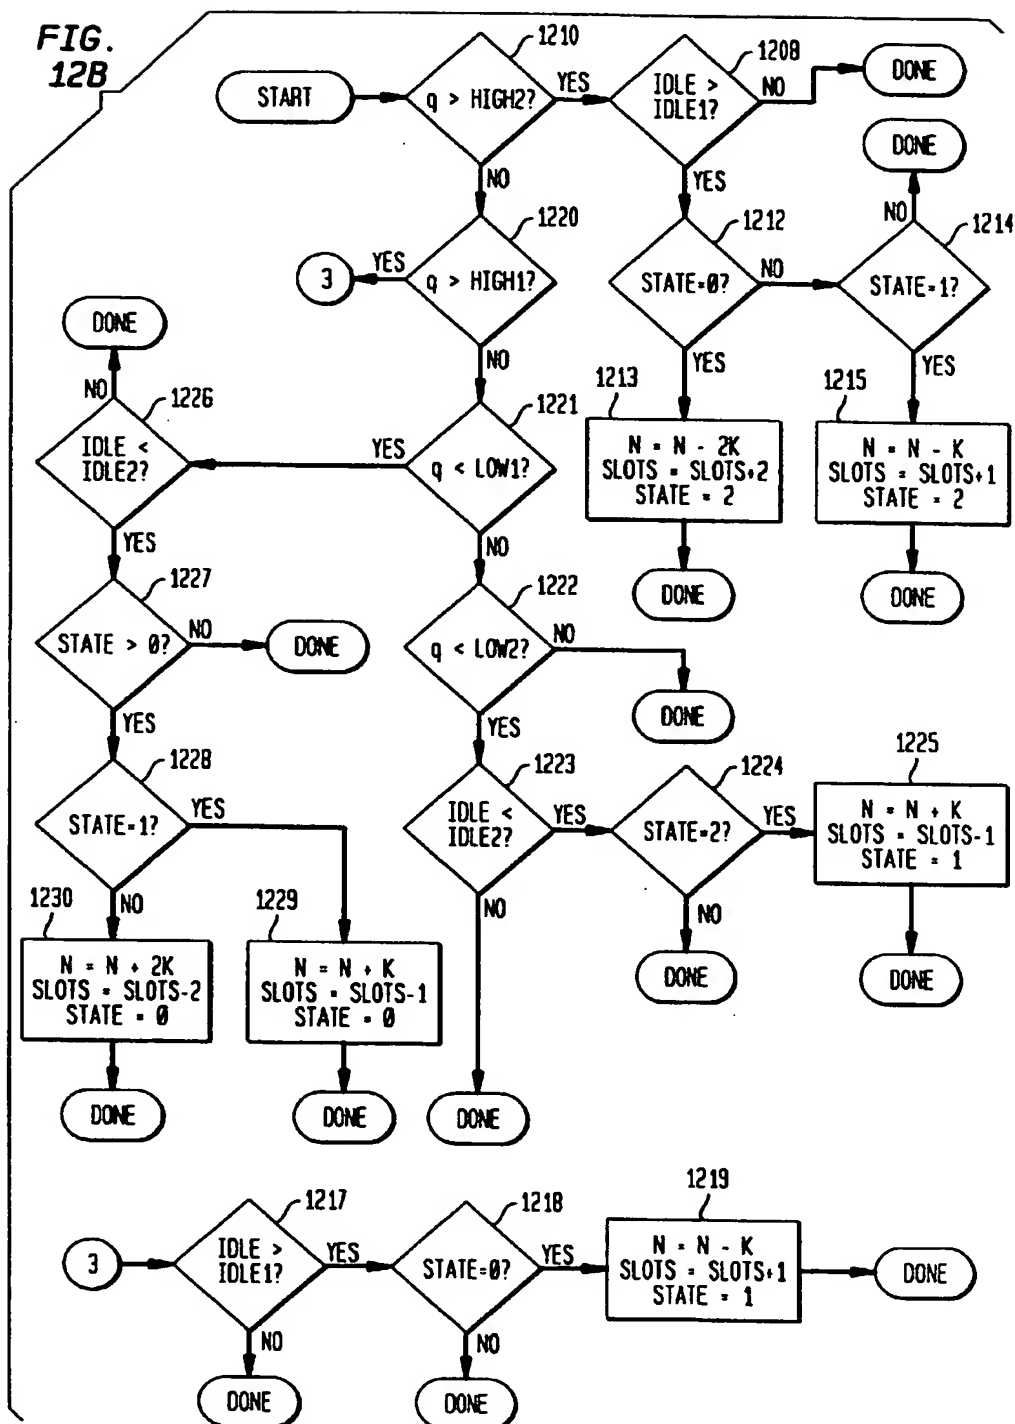 FIG.
12B
START
1210
q > HIGH2?
YES
1208
IDLE >
IDLE1?
NO
DONE
DONE
NO
YES
NO
1220
q > HIGH1?
YES
3
1212
STATE=0?
NO
1214
STATE=1?
DONE
NO
YES
YES
NO
1226
IDLE <
IDLE2?
YES
1221
q < LOW1?
1213
N = N - 2K
SLOTS = SLOTS+2
STATE = 2
1215
N = N - K
SLOTS = SLOTS+1
STATE = 2
YES
NO
DONE
DONE
1227
STATE > 0?
NO
DONE
1222
q < LOW2?
NO
DONE
YES
YES
1228
STATE=1?
YES
1223
IDLE <
IDLE2?
YES
1224
STATE=2?
YES
1225
N = N + K
SLOTS = SLOTS-1
STATE = 1
NO
NO
NO
1230
N = N + 2K
SLOTS = SLOTS-2
STATE = 0
1229
N = N + K
SLOTS = SLOTS-1
STATE = 0
DONE
DONE
DONE
DONE
DONE
3
1217
IDLE >
IDLE1?
YES
1218
STATE=0?
YES
1219
N = N - K
SLOTS = SLOTS+1
STATE = 1
DONE
NO
NO
DONE
DONE